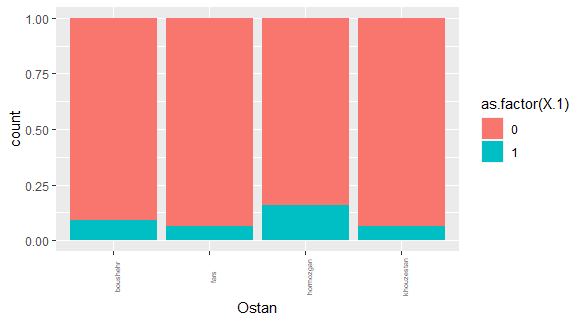 1.00
0.75
0.50
0.25
0.00
count
boushehr
fars
hormozgan
khouzestan
Ostan
as.factor(X.1)
0
1